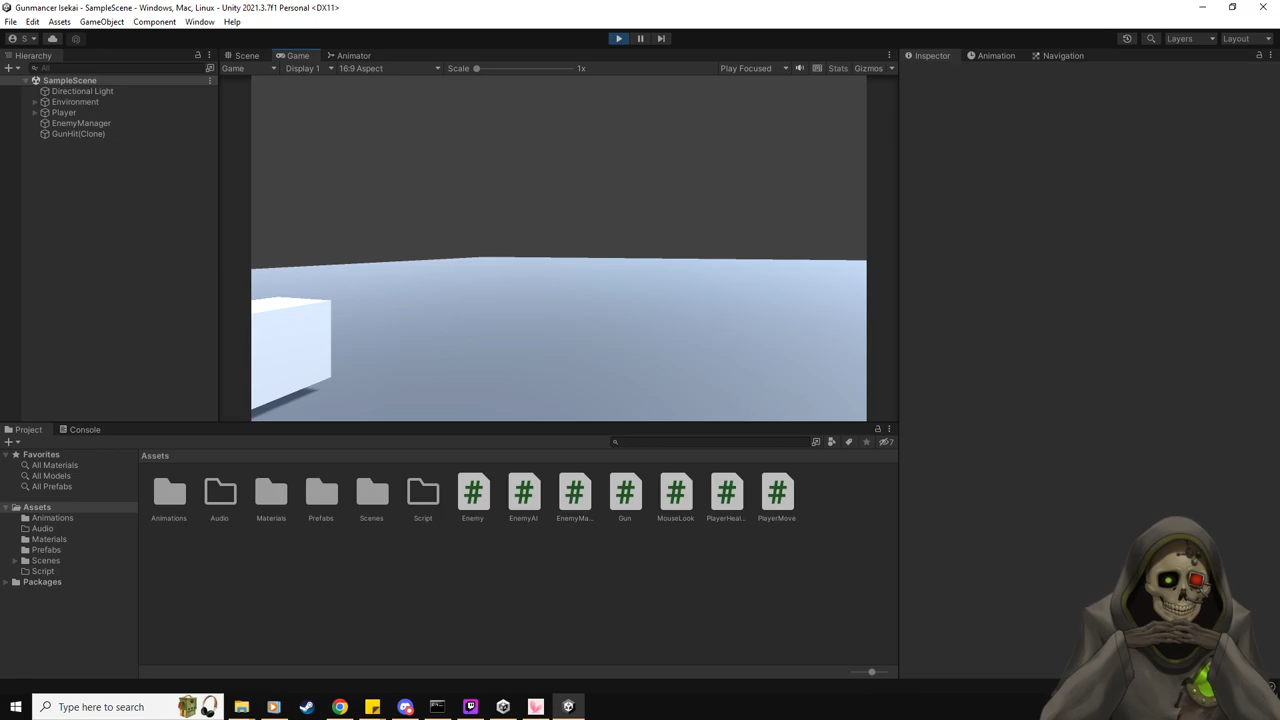 Gunmancer Isekai - SampleScene - Windows, Mac, Linux - Unity 2021.3.7f1 Personal <DX11>
File Edit Assets GameObject Component Window Help
S
Layers
Layout
Hierarchy
Scene
Game
Animator
Inspector
Animation
Navigation
All
Game
Display 1
16:9 Aspect
Scale
1x
Play Focused
Stats
Gizmos
SampleScene
Directional Light
Environment
Player
EnemyManager
GunHit(Clone)
Project
Console
7
Favorites
All Materials
All Models
All Prefabs
Assets
Animations
Audio
Materials
Prefabs
Scenes
Script
Packages
Assets
Animations
Audio
Materials
Prefabs
Scenes
Script
Enemy
EnemyAI
EnemyMa...
Gun
MouseLook
PlayerHeal...
PlayerMove
Type here to search